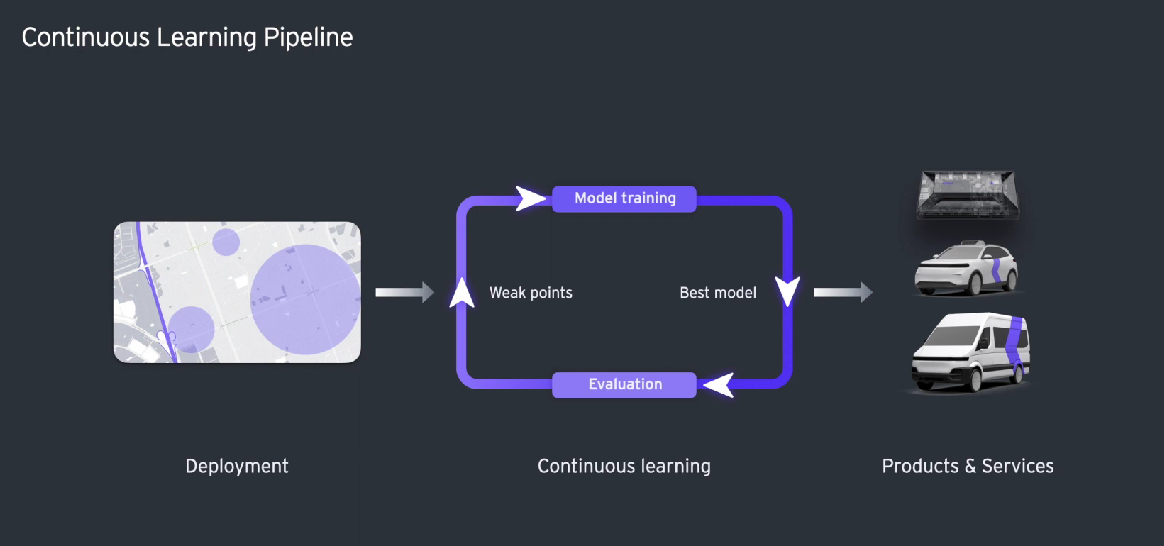 Continuous Learning Pipeline
Model training
Weak points
Best model
Evaluation
Deployment
Continuous learning
Products & Services